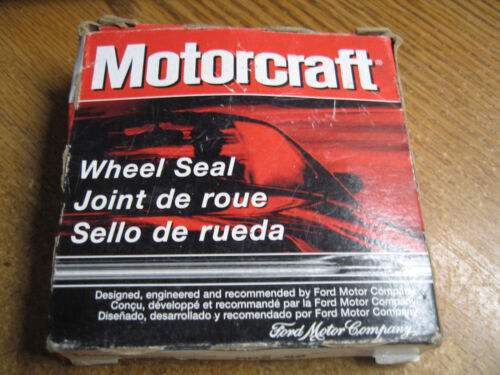 Motorcraft®
Wheel Seal
Joint de roue
Sello de rueda
Designed, engineered and recommended by Ford Motor Company
Conçu, développé et recommandé par la Ford Motor Company
Diseñado, desarrollado y recomendado por Ford Motor Company
Ford Motor Company